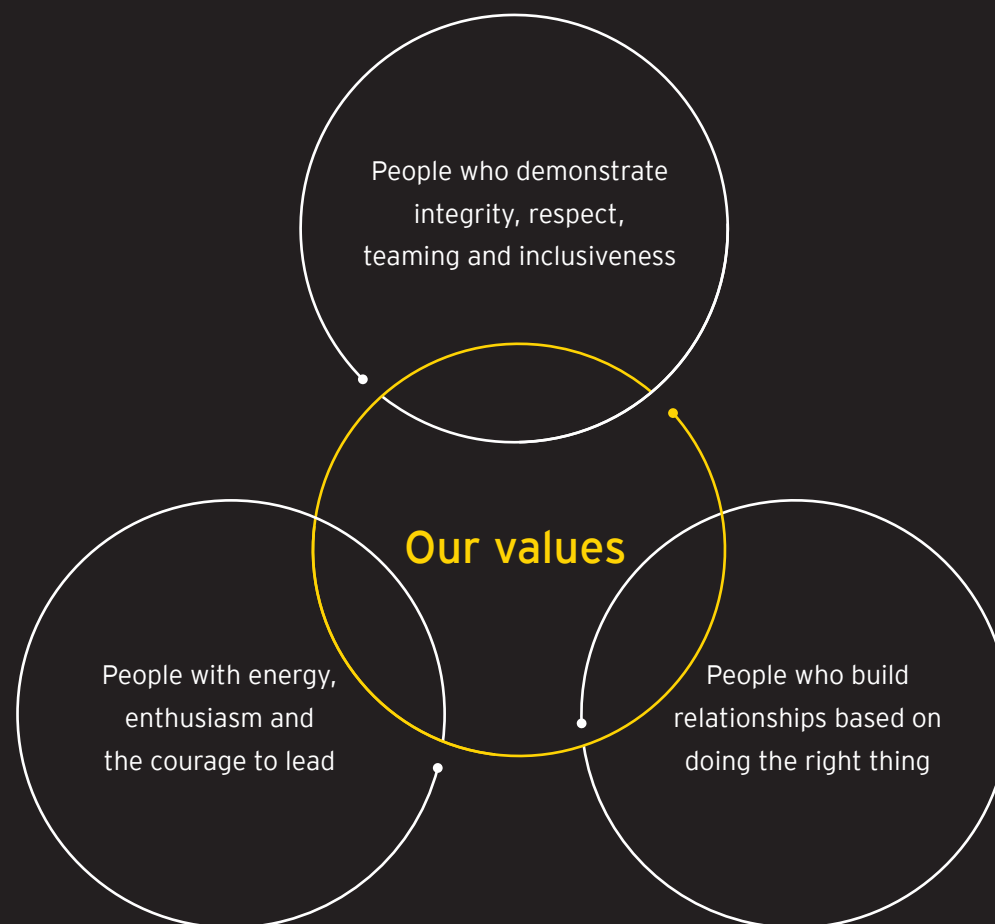 People who demonstrate
integrity, respect,
teaming and inclusiveness
Our values
People with energy,
enthusiasm and
the courage to lead
People who build
relationships based on
doing the right thing